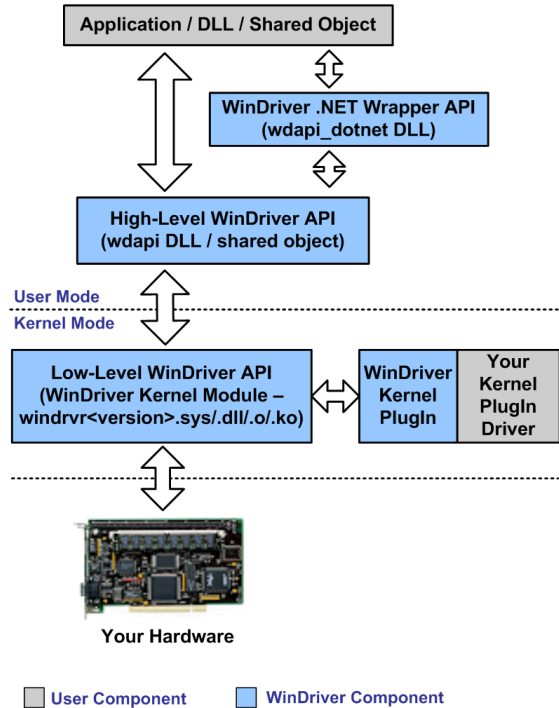 Application / DLL / Shared Object
WinDriver .NET Wrapper API
(wdapi_dotnet DLL)
High-Level WinDriver API
(wdapi DLL / shared object)
User Mode
Kernel Mode
Low-Level WinDriver API
(WinDriver Kernel Module –
windrvr<version>.sys/.dll/.o/.ko)
WinDriver
Kernel
PlugIn
Your
Kernel
PlugIn
Driver
Your Hardware
User Component
WinDriver Component